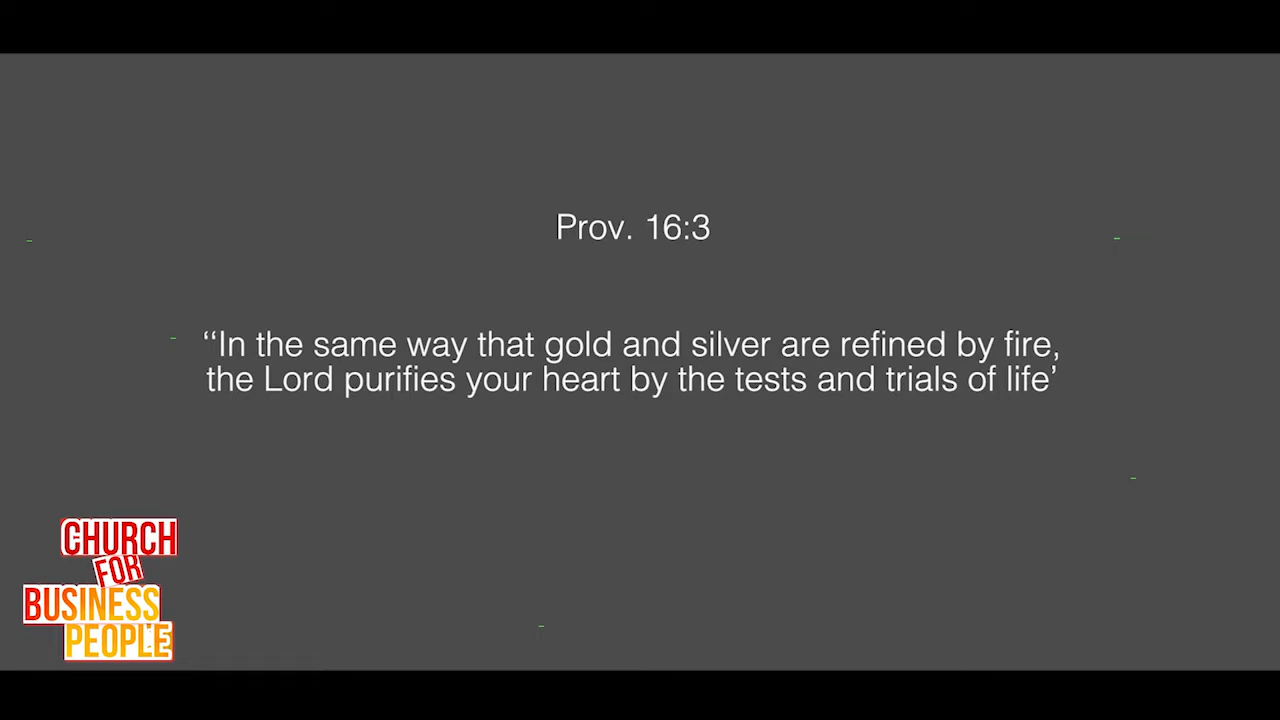 Prov. 16:3
‘‘In the same way that gold and silver are refined by fire,
the Lord purifies your heart by the tests and trials of life’
CHURCH
FOR
BUSINESS
PEOPLE